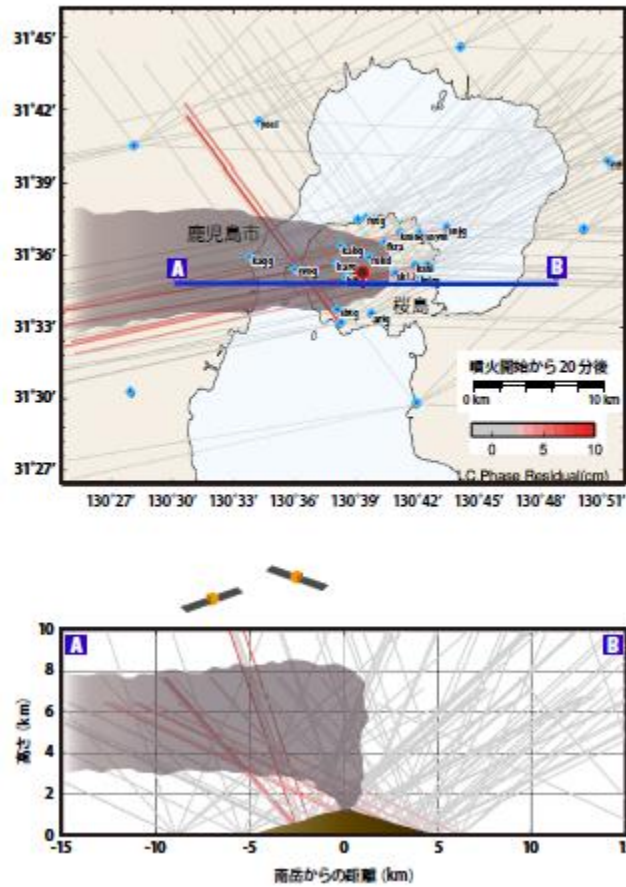 31°45′
31°42′
31°39′
31°36′
31°33′
31°30′
31°27′
鹿児島市
A
B
kagg
桜島
噴火開始から20分後
0 km 10 km
0 5 10
LC Phase Residual(cm)
130°27′ 130°30′ 130°33′ 130°36′ 130°39′ 130°42′ 130°45′ 130°48′ 130°51′
A
B
高さ (km)
10
8
6
4
2
0
-15 -10 -5 0 5 10 1
南岳からの距離 (km)